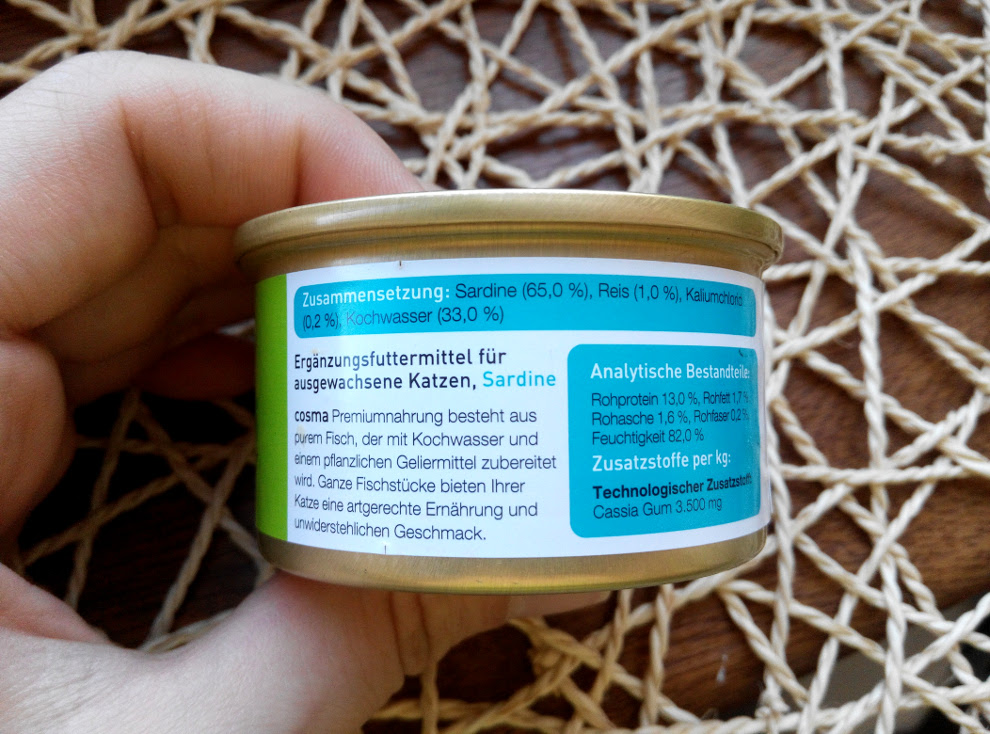 Zusammensetzung: Sardine (65,0 %), Reis (1,0 %), Kaliumchlorid
(0,2 %), Kochwasser (33,0 %)
Ergänzungsfuttermittel für
ausgewachsene Katzen, Sardine
cosma Premiumnahrung besteht aus
purem Fisch, der mit Kochwasser und
einem pflanzlichen Geliermittel zubereitet
wird. Ganze Fischstücke bieten Ihrer
Katze eine artgerechte Ernährung und
unwiderstehlichen Geschmack.
Analytische Bestandteile:
Rohprotein 13,0 %, Rohfett 1,7 %,
Rohasche 1,6 %, Rohfaser 0,2 %,
Feuchtigkeit 82,0 %
Zusatzstoffe per kg:
Technologischer Zusatzstoff:
Cassia Gum 3.500 mg